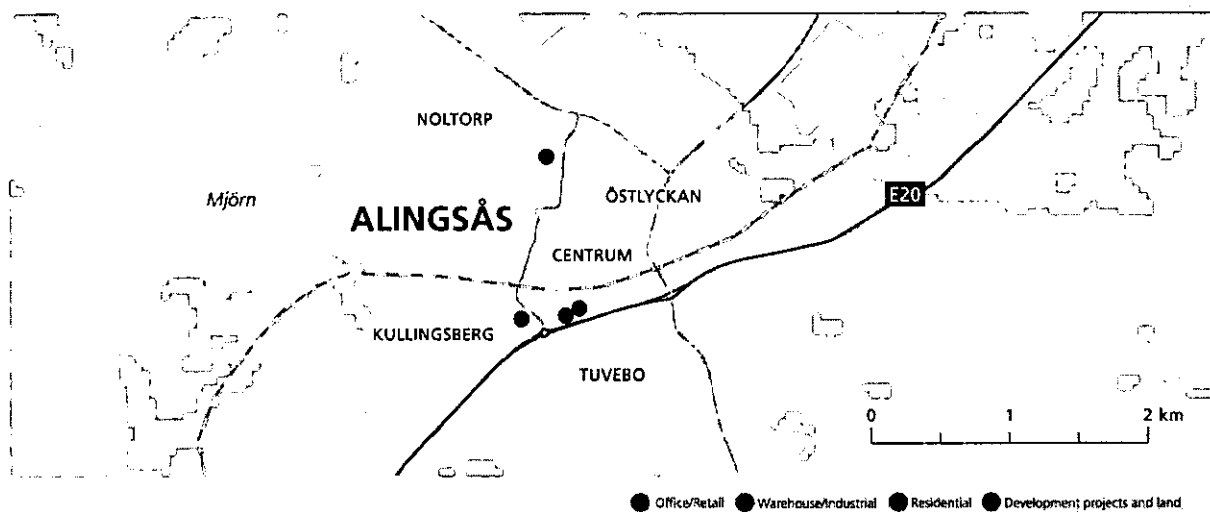 NOLTORP
Mjörn
ÖSTLYCKAN
E20
ALINGSÅS
CENTRUM
KULLINGSBERG
TUVEBO
0 1 2 km
Office/Retail Warehouse/Industrial Residential Development projects and land